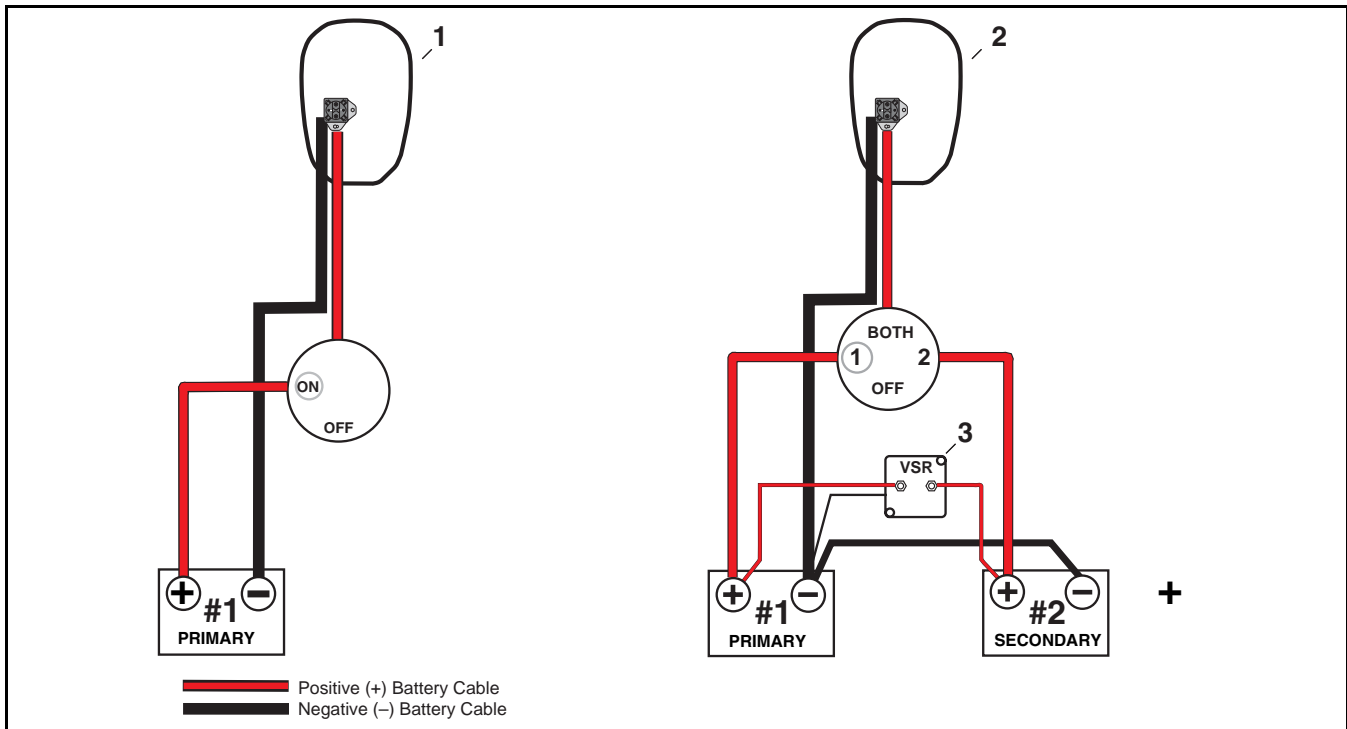 1
ON
OFF
+
−
#1
PRIMARY
2
BOTH
1
2
OFF
3
VSR
+
−
#1
PRIMARY
+
−
#2
SECONDARY
+
Positive (+) Battery Cable
Negative (–) Battery Cable